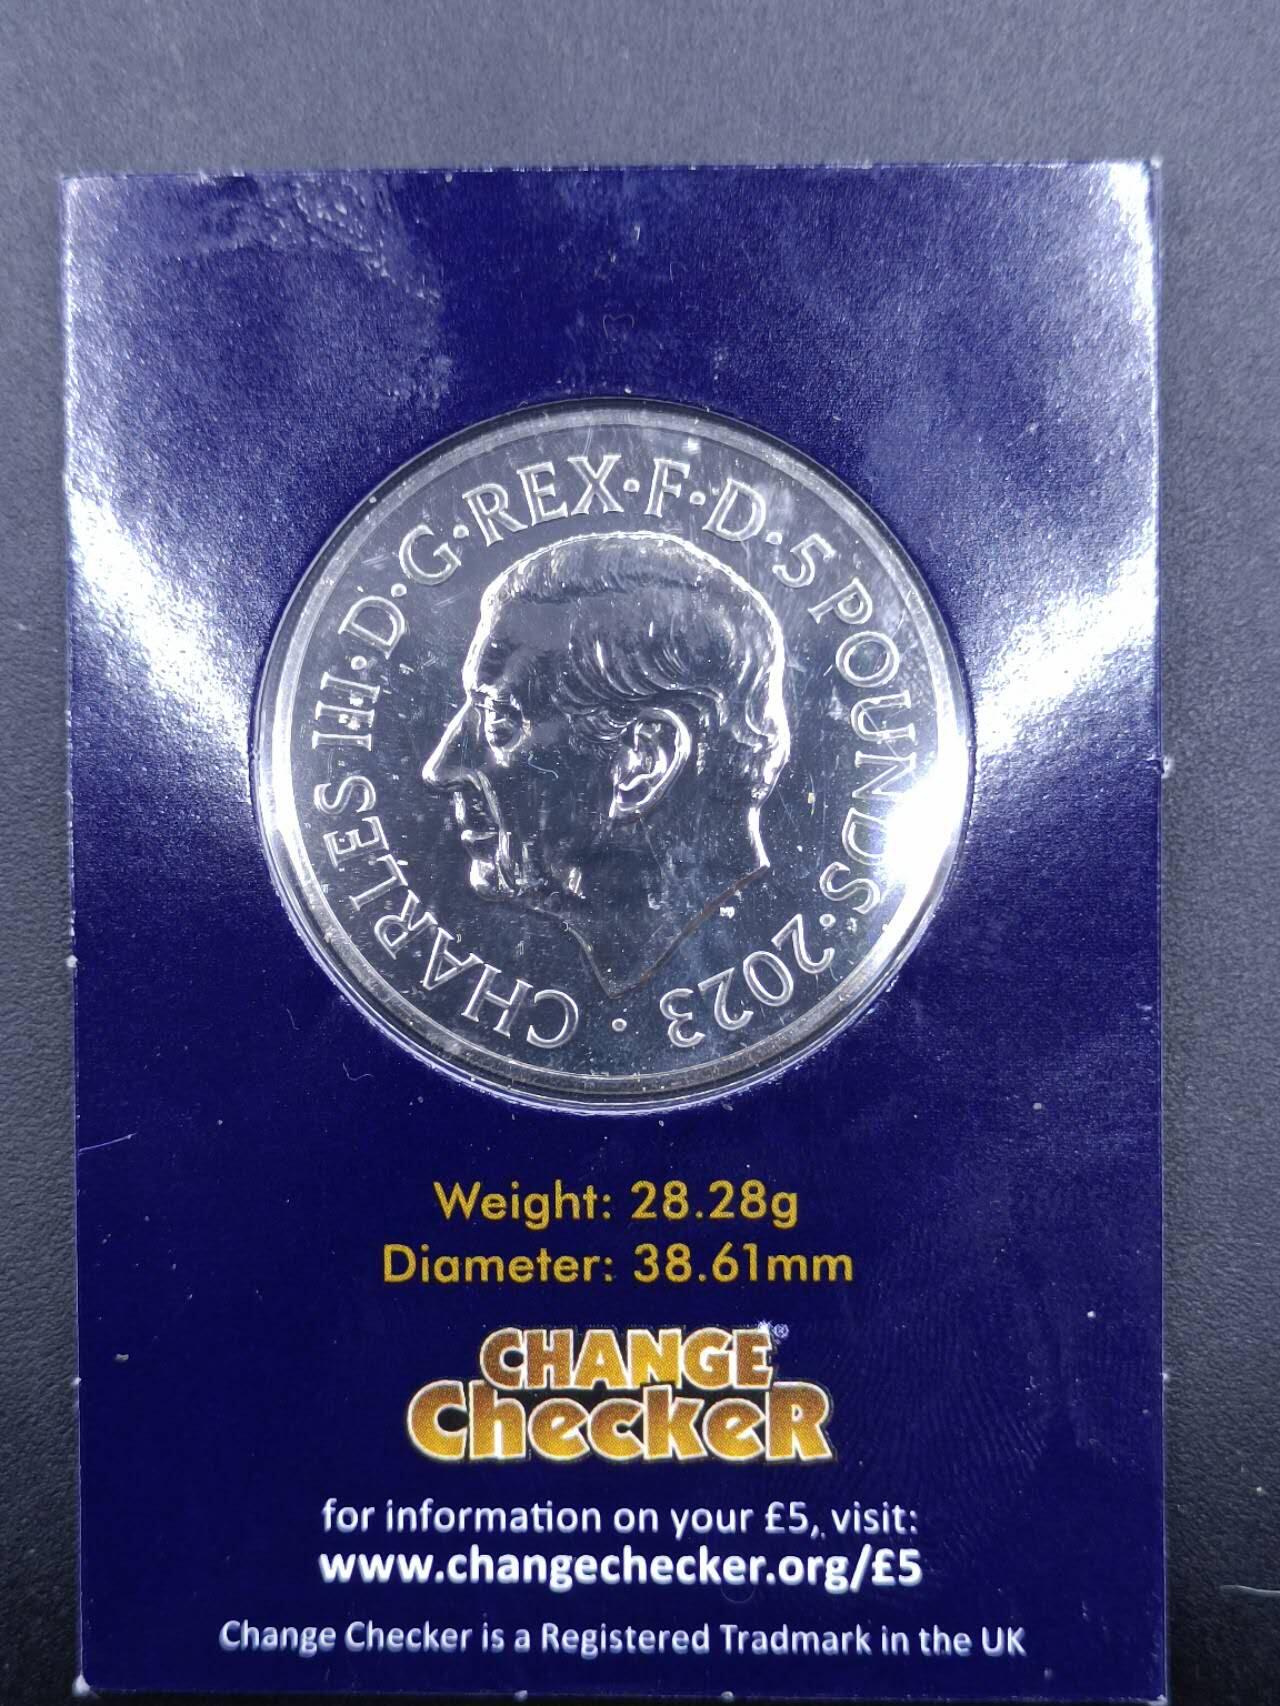 CHARLES III · D · G · REX · F · D · 5 POUNDS · 2023 ·
Weight: 28.28g
Diameter: 38.61mm
CHANGE ®
CheckeR
for information on your £5, visit:
www.changechecker.org/£5
Change Checker is a Registered Tradmark in the UK